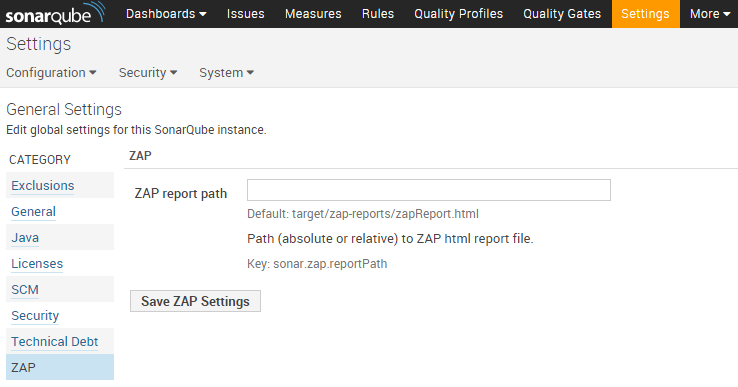 sonarqube Dashboards Issues Measures Rules Quality Profiles Quality Gates Settings More
Settings
Configuration Security System
General Settings
Edit global settings for this SonarQube instance.
CATEGORY
Exclusions
General
Java
Licenses
SCM
Security
Technical Debt
ZAP
ZAP
ZAP report path
Default: target/zap-reports/zapReport.html
Path (absolute or relative) to ZAP html report file.
Key: sonar.zap.reportPath
Save ZAP Settings